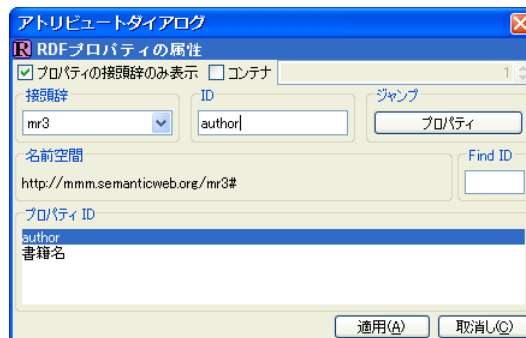 アトリビュートダイアログ
RDFプロパティの属性
プロパティの接頭辞のみ表示 コンテナ 1
接頭辞 ID ジャンプ
mr3 author プロパティ
名前空間 Find ID
http://mmm.semanticweb.org/mr3#
プロパティ ID
author
書籍名
適用(A) 取消し(C)